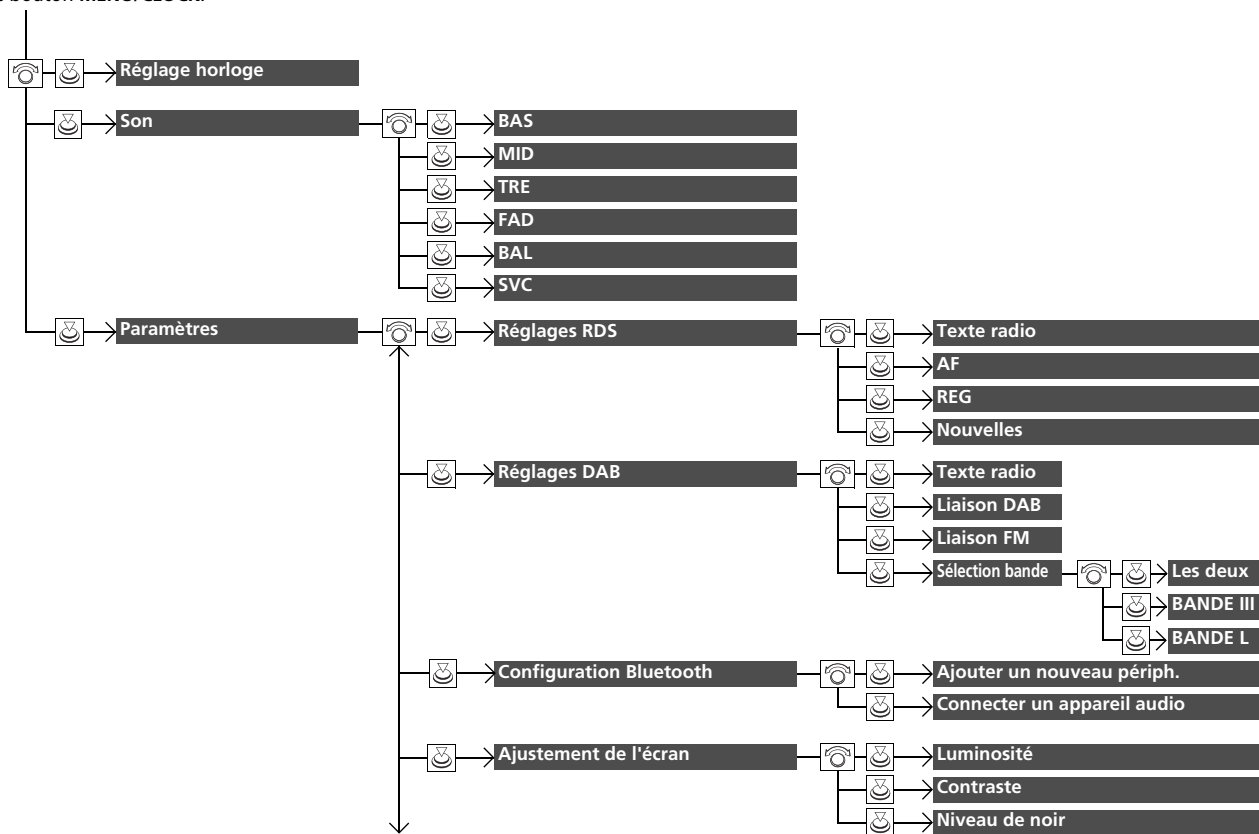 Réglage horloge
Son
BAS
MID
TRE
FAD
BAL
SVC
Paramètres
Réglages RDS
Texte radio
AF
REG
Nouvelles
Réglages DAB
Texte radio
Liaison DAB
Liaison FM
Sélection bande
Les deux
BANDE III
BANDE L
Configuration Bluetooth
Ajouter un nouveau périph.
Connecter un appareil audio
Ajustement de l'écran
Luminosité
Contraste
Niveau de noir